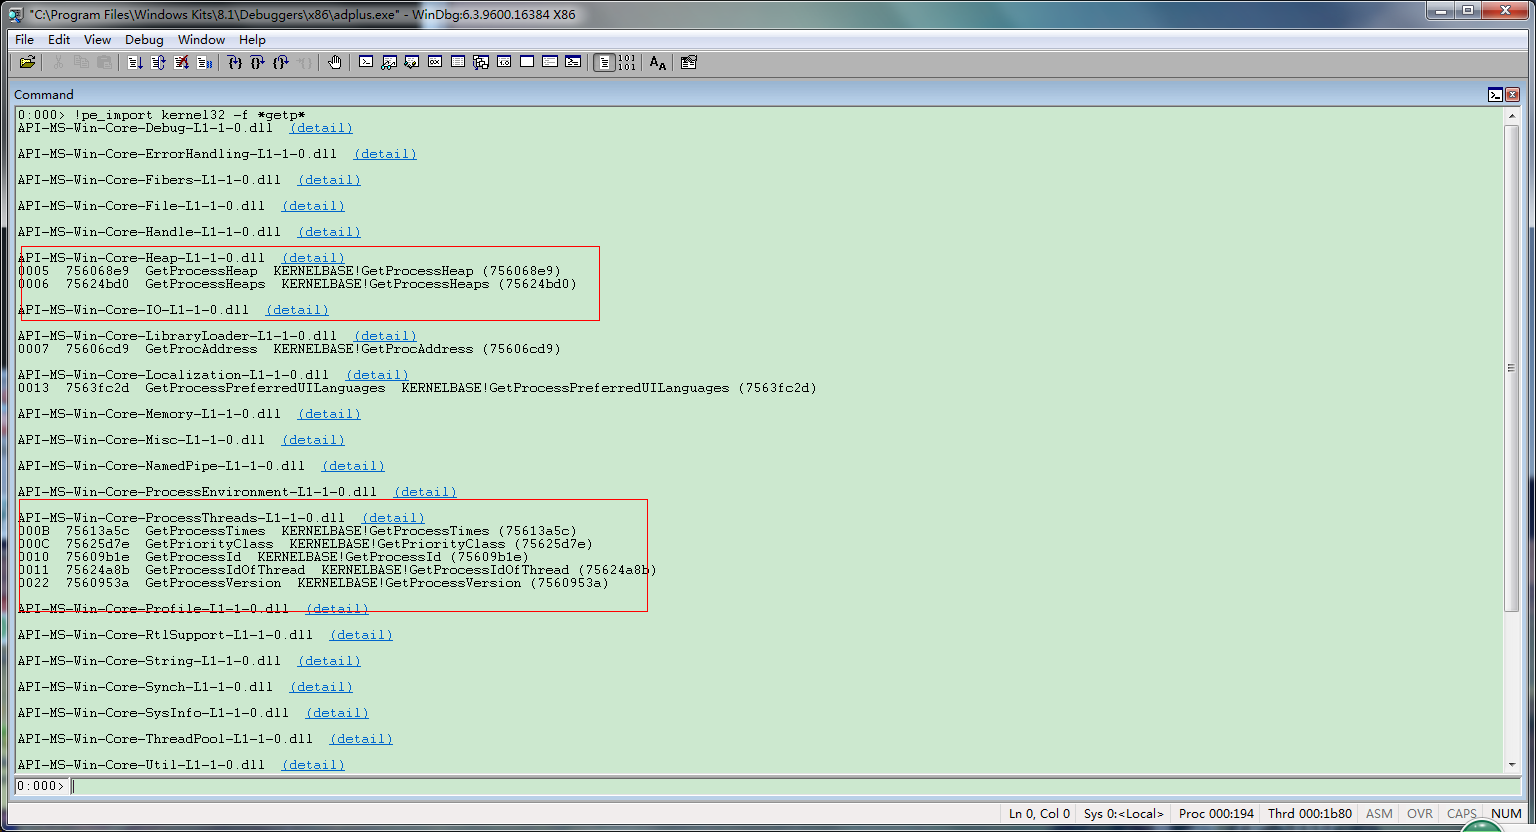 "C:\Program Files\Windows Kits\8.1\Debuggers\x86\adplus.exe" - WinDbg:6.3.9600.16384 X86
File Edit View Debug Window Help
Command
0:000> !pe_import kernel32 -f *getp*
API-MS-Win-Core-Debug-L1-1-0.dll (detail)
API-MS-Win-Core-ErrorHandling-L1-1-0.dll (detail)
API-MS-Win-Core-Fibers-L1-1-0.dll (detail)
API-MS-Win-Core-File-L1-1-0.dll (detail)
API-MS-Win-Core-Handle-L1-1-0.dll (detail)
API-MS-Win-Core-Heap-L1-1-0.dll (detail)
0005 756068e9 GetProcessHeap KERNELBASE!GetProcessHeap (756068e9)
0006 75624bd0 GetProcessHeaps KERNELBASE!GetProcessHeaps (75624bd0)
API-MS-Win-Core-IO-L1-1-0.dll (detail)
API-MS-Win-Core-LibraryLoader-L1-1-0.dll (detail)
0007 75606cd9 GetProcAddress KERNELBASE!GetProcAddress (75606cd9)
API-MS-Win-Core-Localization-L1-1-0.dll (detail)
0013 7563fc2d GetProcessPreferredUILanguages KERNELBASE!GetProcessPreferredUILanguages (7563fc2d)
API-MS-Win-Core-Memory-L1-1-0.dll (detail)
API-MS-Win-Core-Misc-L1-1-0.dll (detail)
API-MS-Win-Core-NamedPipe-L1-1-0.dll (detail)
API-MS-Win-Core-ProcessEnvironment-L1-1-0.dll (detail)
API-MS-Win-Core-ProcessThreads-L1-1-0.dll (detail)
000B 75613a5c GetProcessTimes KERNELBASE!GetProcessTimes (75613a5c)
000C 75625d7e GetPriorityClass KERNELBASE!GetPriorityClass (75625d7e)
0010 75609b1e GetProcessId KERNELBASE!GetProcessId (75609b1e)
0011 75624a8b GetProcessIdOfThread KERNELBASE!GetProcessIdOfThread (75624a8b)
0022 7560953a GetProcessVersion KERNELBASE!GetProcessVersion (7560953a)
API-MS-Win-Core-Profile-L1-1-0.dll (detail)
API-MS-Win-Core-RtlSupport-L1-1-0.dll (detail)
API-MS-Win-Core-String-L1-1-0.dll (detail)
API-MS-Win-Core-Synch-L1-1-0.dll (detail)
API-MS-Win-Core-SysInfo-L1-1-0.dll (detail)
API-MS-Win-Core-ThreadPool-L1-1-0.dll (detail)
API-MS-Win-Core-Util-L1-1-0.dll (detail)
0:000>
Ln 0, Col 0 Sys 0:<Local> Proc 000:194 Thrd 000:1b80 ASM OVR CAPS NUM